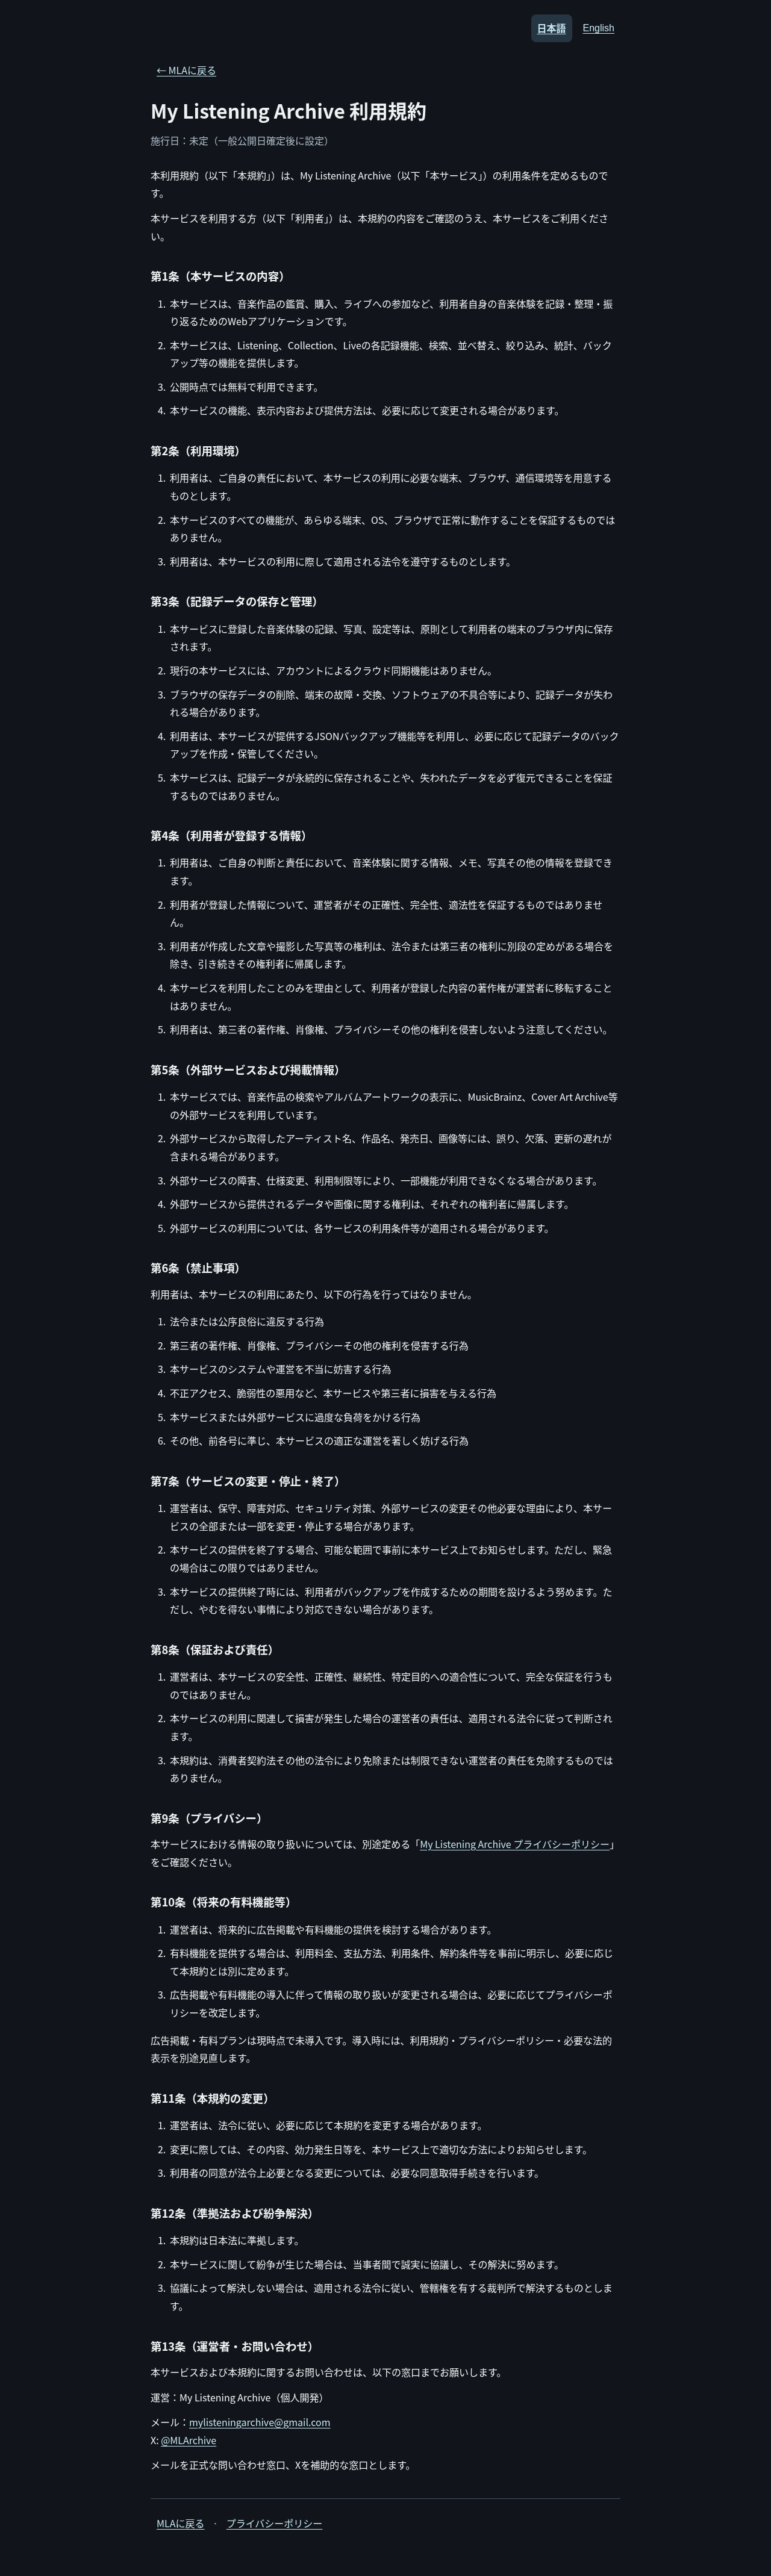 日本語 English
← MLAに戻る
My Listening Archive 利用規約
施行日：未定（一般公開日確定後に設定）
本利用規約（以下「本規約」）は、My Listening Archive（以下「本サービス」）の利用条件を定めるもので
す。
本サービスを利用する方（以下「利用者」）は、本規約の内容をご確認のうえ、本サービスをご利用くださ
い。
第1条（本サービスの内容）
1. 本サービスは、音楽作品の鑑賞、購入、ライブへの参加など、利用者自身の音楽体験を記録・整理・振
り返るためのWebアプリケーションです。
2. 本サービスは、Listening、Collection、Liveの各記録機能、検索、並べ替え、絞り込み、統計、バック
アップ等の機能を提供します。
3. 公開時点では無料で利用できます。
4. 本サービスの機能、表示内容および提供方法は、必要に応じて変更される場合があります。
第2条（利用環境）
1. 利用者は、ご自身の責任において、本サービスの利用に必要な端末、ブラウザ、通信環境等を用意する
ものとします。
2. 本サービスのすべての機能が、あらゆる端末、OS、ブラウザで正常に動作することを保証するものでは
ありません。
3. 利用者は、本サービスの利用に際して適用される法令を遵守するものとします。
第3条（記録データの保存と管理）
1. 本サービスに登録した音楽体験の記録、写真、設定等は、原則として利用者の端末のブラウザ内に保存
されます。
2. 現行の本サービスには、アカウントによるクラウド同期機能はありません。
3. ブラウザの保存データの削除、端末の故障・交換、ソフトウェアの不具合等により、記録データが失わ
れる場合があります。
4. 利用者は、本サービスが提供するJSONバックアップ機能等を利用し、必要に応じて記録データのバック
アップを作成・保管してください。
5. 本サービスは、記録データが永続的に保存されることや、失われたデータを必ず復元できることを保証
するものではありません。
第4条（利用者が登録する情報）
1. 利用者は、ご自身の判断と責任において、音楽体験に関する情報、メモ、写真その他の情報を登録でき
ます。
2. 利用者が登録した情報について、運営者がその正確性、完全性、適法性を保証するものではありませ
ん。
3. 利用者が作成した文章や撮影した写真等の権利は、法令または第三者の権利に別段の定めがある場合を
除き、引き続きその権利者に帰属します。
4. 本サービスを利用したことのみを理由として、利用者が登録した内容の著作権が運営者に移転すること
はありません。
5. 利用者は、第三者の著作権、肖像権、プライバシーその他の権利を侵害しないよう注意してください。
第5条（外部サービスおよび掲載情報）
1. 本サービスでは、音楽作品の検索やアルバムアートワークの表示に、MusicBrainz、Cover Art Archive等
の外部サービスを利用しています。
2. 外部サービスから取得したアーティスト名、作品名、発売日、画像等には、誤り、欠落、更新の遅れが
含まれる場合があります。
3. 外部サービスの障害、仕様変更、利用制限等により、一部機能が利用できなくなる場合があります。
4. 外部サービスから提供されるデータや画像に関する権利は、それぞれの権利者に帰属します。
5. 外部サービスの利用については、各サービスの利用条件等が適用される場合があります。
第6条（禁止事項）
利用者は、本サービスの利用にあたり、以下の行為を行ってはなりません。
1. 法令または公序良俗に違反する行為
2. 第三者の著作権、肖像権、プライバシーその他の権利を侵害する行為
3. 本サービスのシステムや運営を不当に妨害する行為
4. 不正アクセス、脆弱性の悪用など、本サービスや第三者に損害を与える行為
5. 本サービスまたは外部サービスに過度な負荷をかける行為
6. その他、前各号に準じ、本サービスの適正な運営を著しく妨げる行為
第7条（サービスの変更・停止・終了）
1. 運営者は、保守、障害対応、セキュリティ対策、外部サービスの変更その他必要な理由により、本サー
ビスの全部または一部を変更・停止する場合があります。
2. 本サービスの提供を終了する場合、可能な範囲で事前に本サービス上でお知らせします。ただし、緊急
の場合はこの限りではありません。
3. 本サービスの提供終了時には、利用者がバックアップを作成するための期間を設けるよう努めます。た
だし、やむを得ない事情により対応できない場合があります。
第8条（保証および責任）
1. 運営者は、本サービスの安全性、正確性、継続性、特定目的への適合性について、完全な保証を行うも
のではありません。
2. 本サービスの利用に関連して損害が発生した場合の運営者の責任は、適用される法令に従って判断され
ます。
3. 本規約は、消費者契約法その他の法令により免除または制限できない運営者の責任を免除するものでは
ありません。
第9条（プライバシー）
本サービスにおける情報の取り扱いについては、別途定める「My Listening Archive プライバシーポリシー」
をご確認ください。
第10条（将来の有料機能等）
1. 運営者は、将来的に広告掲載や有料機能の提供を検討する場合があります。
2. 有料機能を提供する場合は、利用料金、支払方法、利用条件、解約条件等を事前に明示し、必要に応じ
て本規約とは別に定めます。
3. 広告掲載や有料機能の導入に伴って情報の取り扱いが変更される場合は、必要に応じてプライバシーポ
リシーを改定します。
広告掲載・有料プランは現時点で未導入です。導入時には、利用規約・プライバシーポリシー・必要な法的
表示を別途見直します。
第11条（本規約の変更）
1. 運営者は、法令に従い、必要に応じて本規約を変更する場合があります。
2. 変更に際しては、その内容、効力発生日等を、本サービス上で適切な方法によりお知らせします。
3. 利用者の同意が法令上必要となる変更については、必要な同意取得手続きを行います。
第12条（準拠法および紛争解決）
1. 本規約は日本法に準拠します。
2. 本サービスに関して紛争が生じた場合は、当事者間で誠実に協議し、その解決に努めます。
3. 協議によって解決しない場合は、適用される法令に従い、管轄権を有する裁判所で解決するものとしま
す。
第13条（運営者・お問い合わせ）
本サービスおよび本規約に関するお問い合わせは、以下の窓口までお願いします。
運営：My Listening Archive（個人開発）
メール：mylisteningarchive@gmail.com
X: @MLArchive
メールを正式な問い合わせ窓口、Xを補助的な窓口とします。
MLAに戻る · プライバシーポリシー